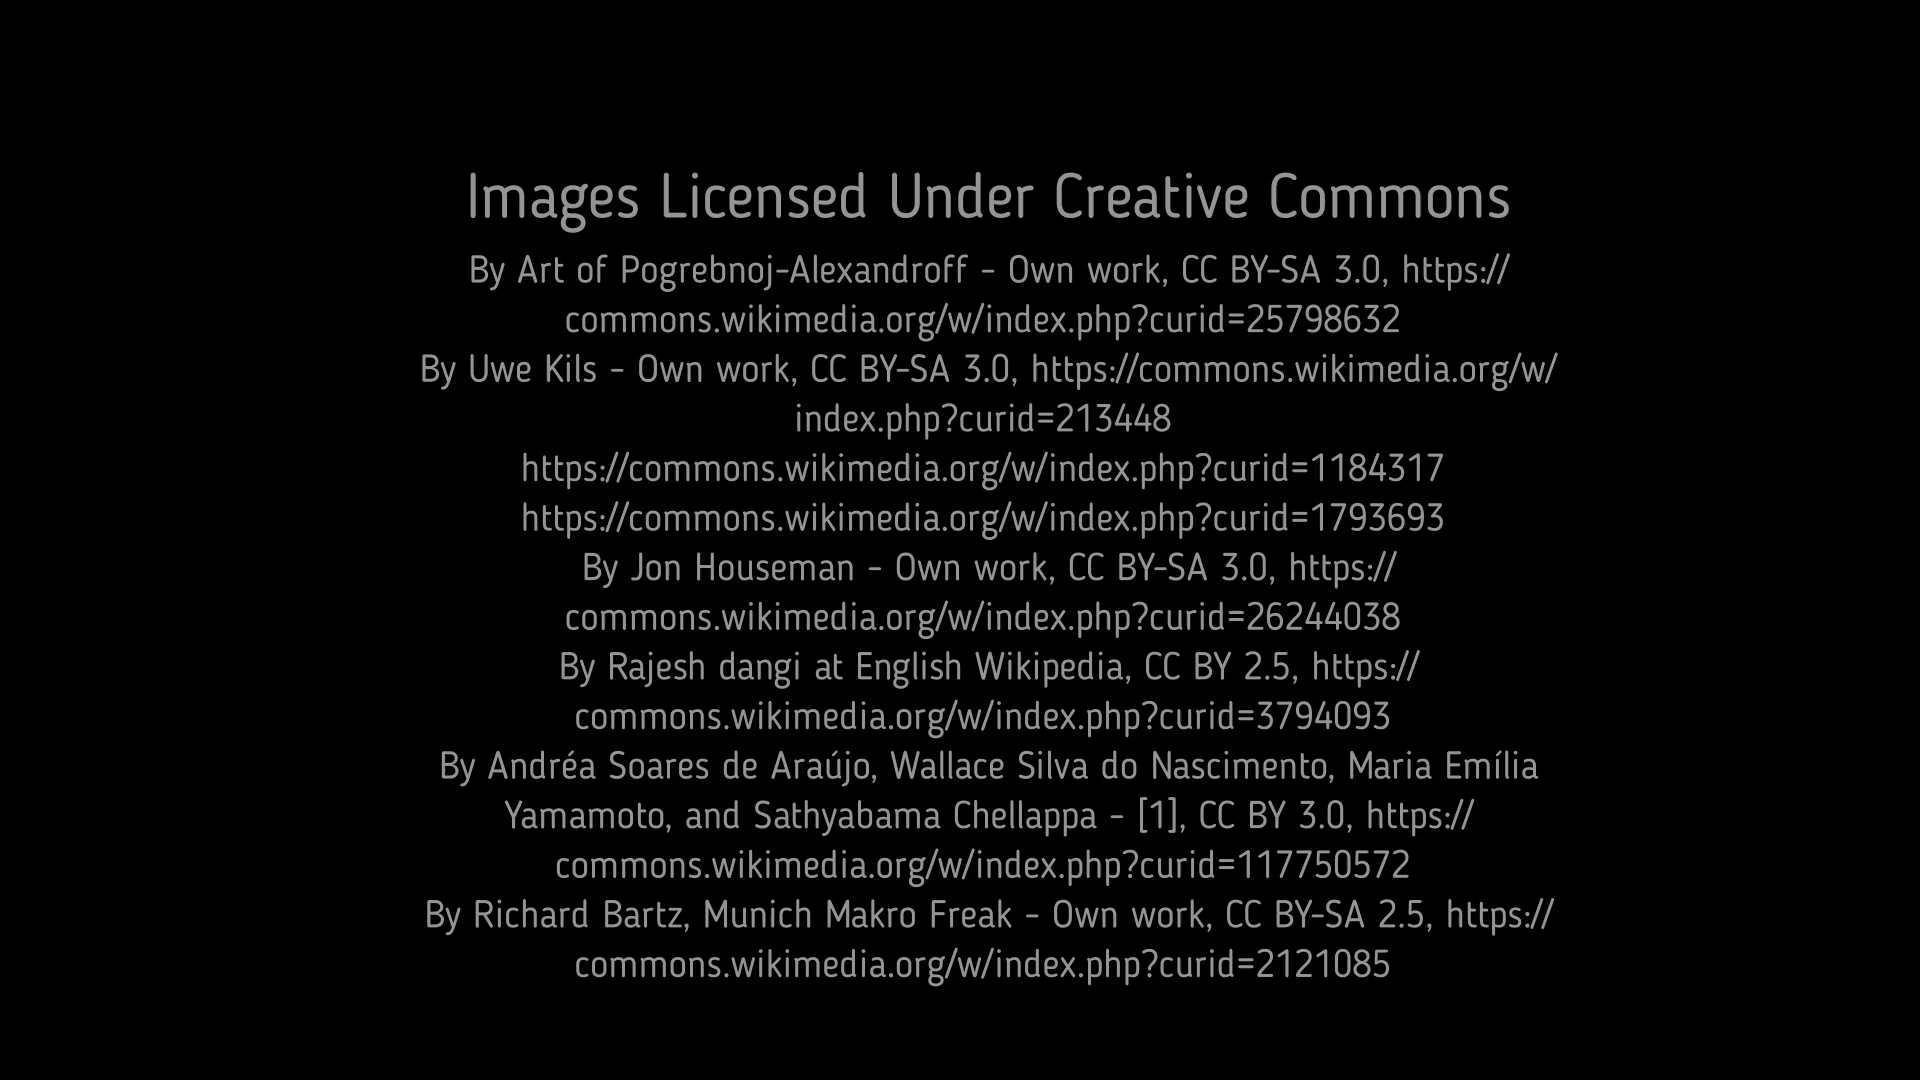 Images Licensed Under Creative Commons
By Art of Pogrebnoj-Alexandroff - Own work, CC BY-SA 3.0, https://
commons.wikimedia.org/w/index.php?curid=25798632
By Uwe Kils - Own work, CC BY-SA 3.0, https://commons.wikimedia.org/w/
index.php?curid=213448
https://commons.wikimedia.org/w/index.php?curid=1184317
https://commons.wikimedia.org/w/index.php?curid=1793693
By Jon Houseman - Own work, CC BY-SA 3.0, https://
commons.wikimedia.org/w/index.php?curid=26244038
By Rajesh dangi at English Wikipedia, CC BY 2.5, https://
commons.wikimedia.org/w/index.php?curid=3794093
By Andréa Soares de Araújo, Wallace Silva do Nascimento, Maria Emília
Yamamoto, and Sathyabama Chellappa - [1], CC BY 3.0, https://
commons.wikimedia.org/w/index.php?curid=117750572
By Richard Bartz, Munich Makro Freak - Own work, CC BY-SA 2.5, https://
commons.wikimedia.org/w/index.php?curid=2121085